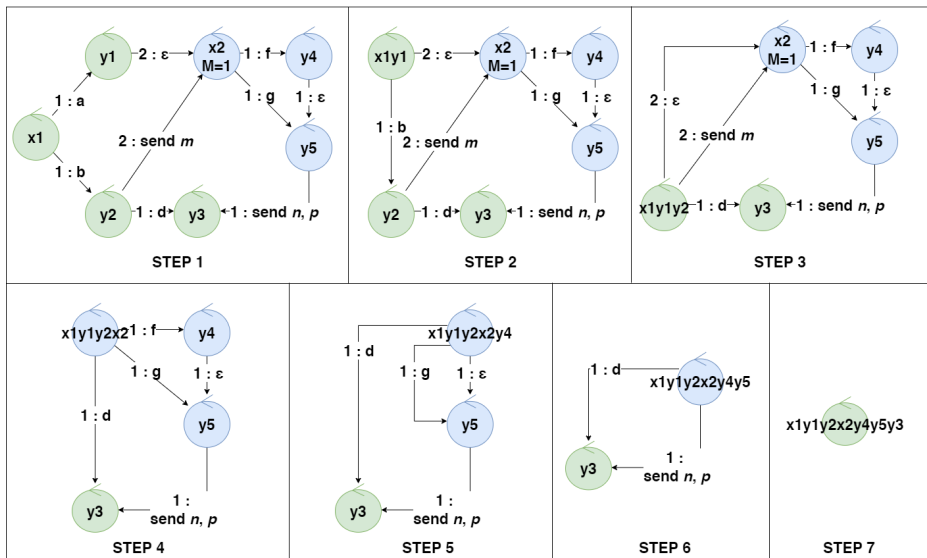 y1
2 : ε
x2
M=1
1 : f
y4
1 : a
1 : g
1 : ε
x1
2 : send m
y5
1 : b
y2
1 : d
y3
1 : send n, p
STEP 1
x1y1
2 : ε
x2
M=1
1 : f
y4
1 : g
1 : ε
1 : b
2 : send m
y5
y2
1 : d
y3
1 : send n, p
STEP 2
x2
M=1
1 : f
y4
1 : g
1 : ε
2 : ε
2 : send m
y5
x1y1y2
1 : d
y3
1 : send n, p
STEP 3
x1y1y2x2
1 : f
y4
1 : g
1 : ε
1 : d
y5
y3
1 :
send n, p
STEP 4
x1y1y2x2y4
1 : d
1 : g
1 : ε
y5
y3
1 :
send n, p
STEP 5
1 : d
x1y1y2x2y4y5
y3
1 :
send n, p
STEP 6
x1y1y2x2y4y5y3
STEP 7